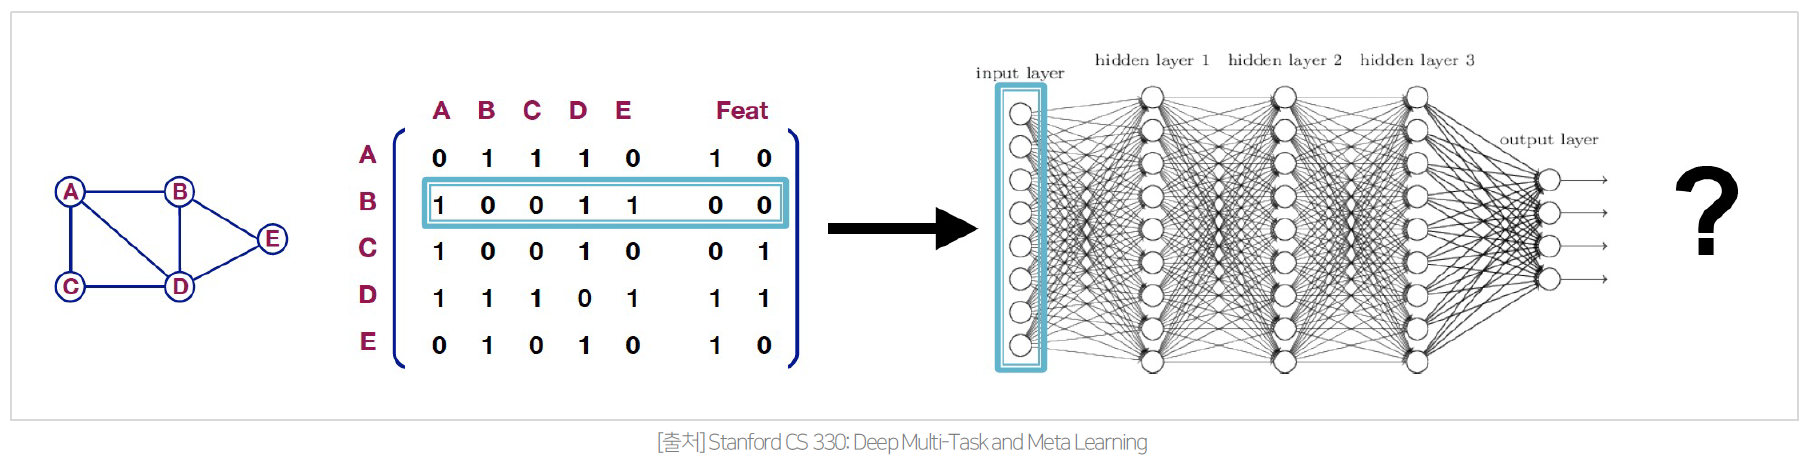 hidden layer 1 hidden layer 2 hidden layer 3
input layer
A B C D E Feat
output layer
A 0 1 1 1 0 1 0
B 1 0 0 1 1 0 0
C 1 0 0 1 0 0 1
D 1 1 1 0 1 1 1
E 0 1 0 1 0 1 0
A B
E
C D
?
[출처] Stanford CS 330: Deep Multi-Task and Meta Learning